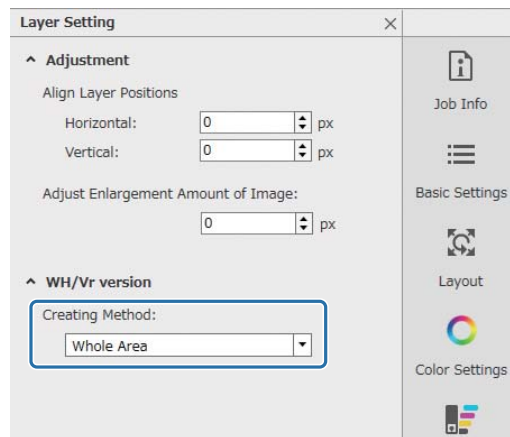 Layer Setting
Adjustment
Align Layer Positions
Horizontal: 0 px
Vertical: 0 px
Adjust Enlargement Amount of Image:
0 px
WH/Vr version
Creating Method:
Whole Area
Job Info
Basic Settings
Layout
Color Settings